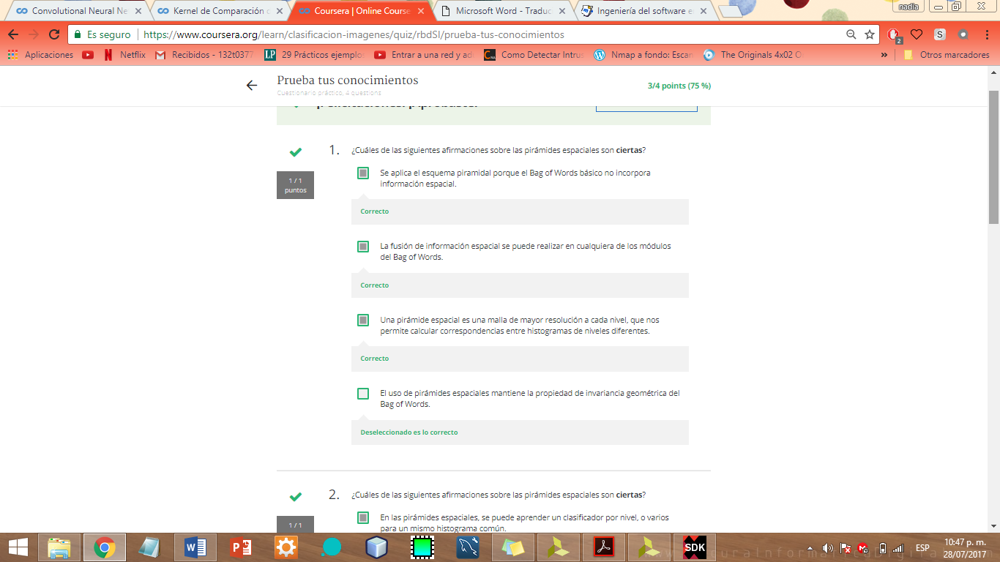 nadia
Convolutional Neural Ne
Kernel de Comparación d
Coursera | Online Course
Microsoft Word - Traduc
Ingeniería del software e
Es seguro
https://www.coursera.org/learn/clasificacion-imagenes/quiz/rbdSI/prueba-tus-conocimientos
2
S
Aplicaciones
Netflix
Recibidos - 132t0377
LP
29 Prácticos ejemplo
Entrar a una red y ad
Como Detectar Intrus
Nmap a fondo: Escan
The Originals 4x02 O
»
Otros marcadores
Prueba tus conocimientos
Cuestionario práctico, 4 questions
3/4 points (75 %)
1 / 1
puntos
1. ¿Cuáles de las siguientes afirmaciones sobre las pirámides espaciales son ciertas?
Se aplica el esquema piramidal porque el Bag of Words básico no incorpora
información espacial.
Correcto
La fusión de información espacial se puede realizar en cualquiera de los módulos
del Bag of Words.
Correcto
Una pirámide espacial es una malla de mayor resolución a cada nivel, que nos
permite calcular correspondencias entre histogramas de niveles diferentes.
Correcto
El uso de pirámides espaciales mantiene la propiedad de invariancia geométrica del
Bag of Words.
Deseleccionado es lo correcto
1 / 1
2. ¿Cuáles de las siguientes afirmaciones sobre las pirámides espaciales son ciertas?
En las pirámides espaciales, se puede aprender un clasificador por nivel, o varios
para un mismo histograma común.
SDK
ESP
10:47 p. m.
28/07/2017